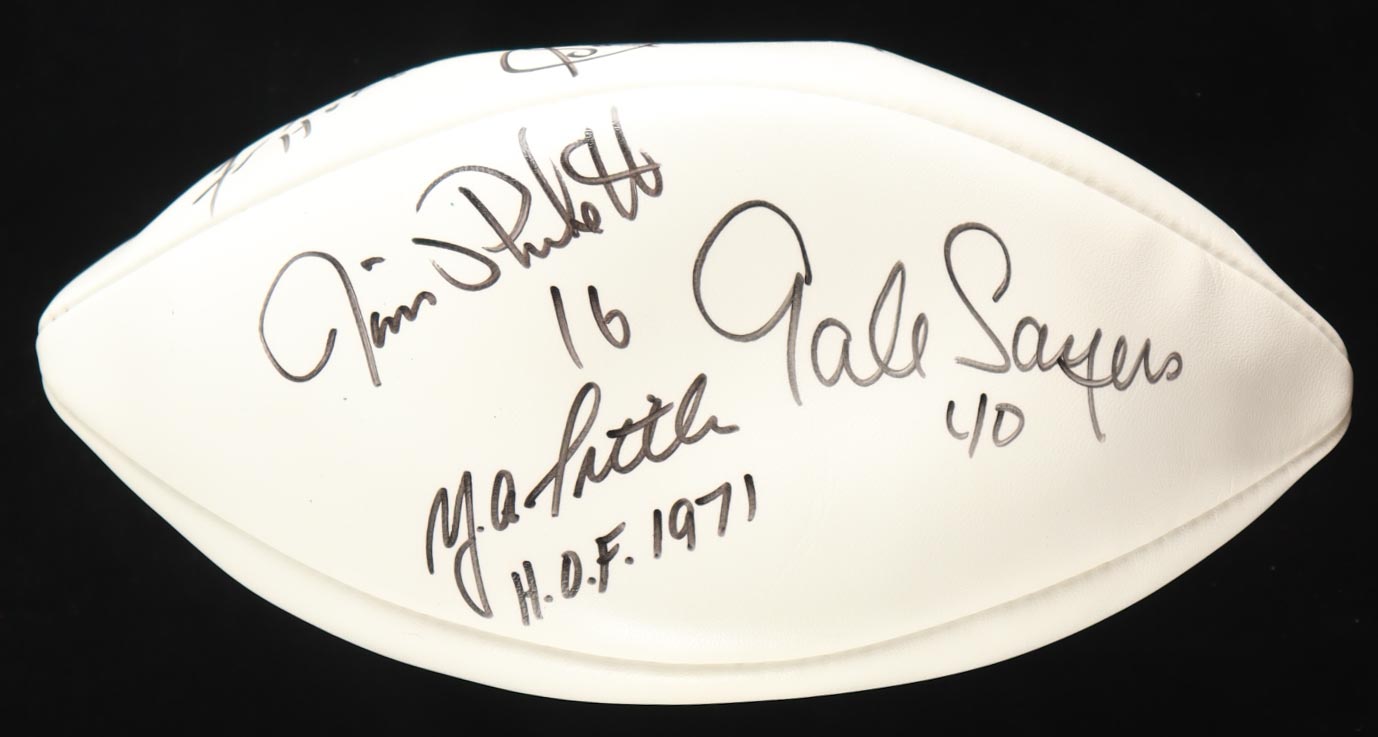 Jim Plunkett
16
Gale Sayers
40
Y.A. Tittle
H.O.F. 1971